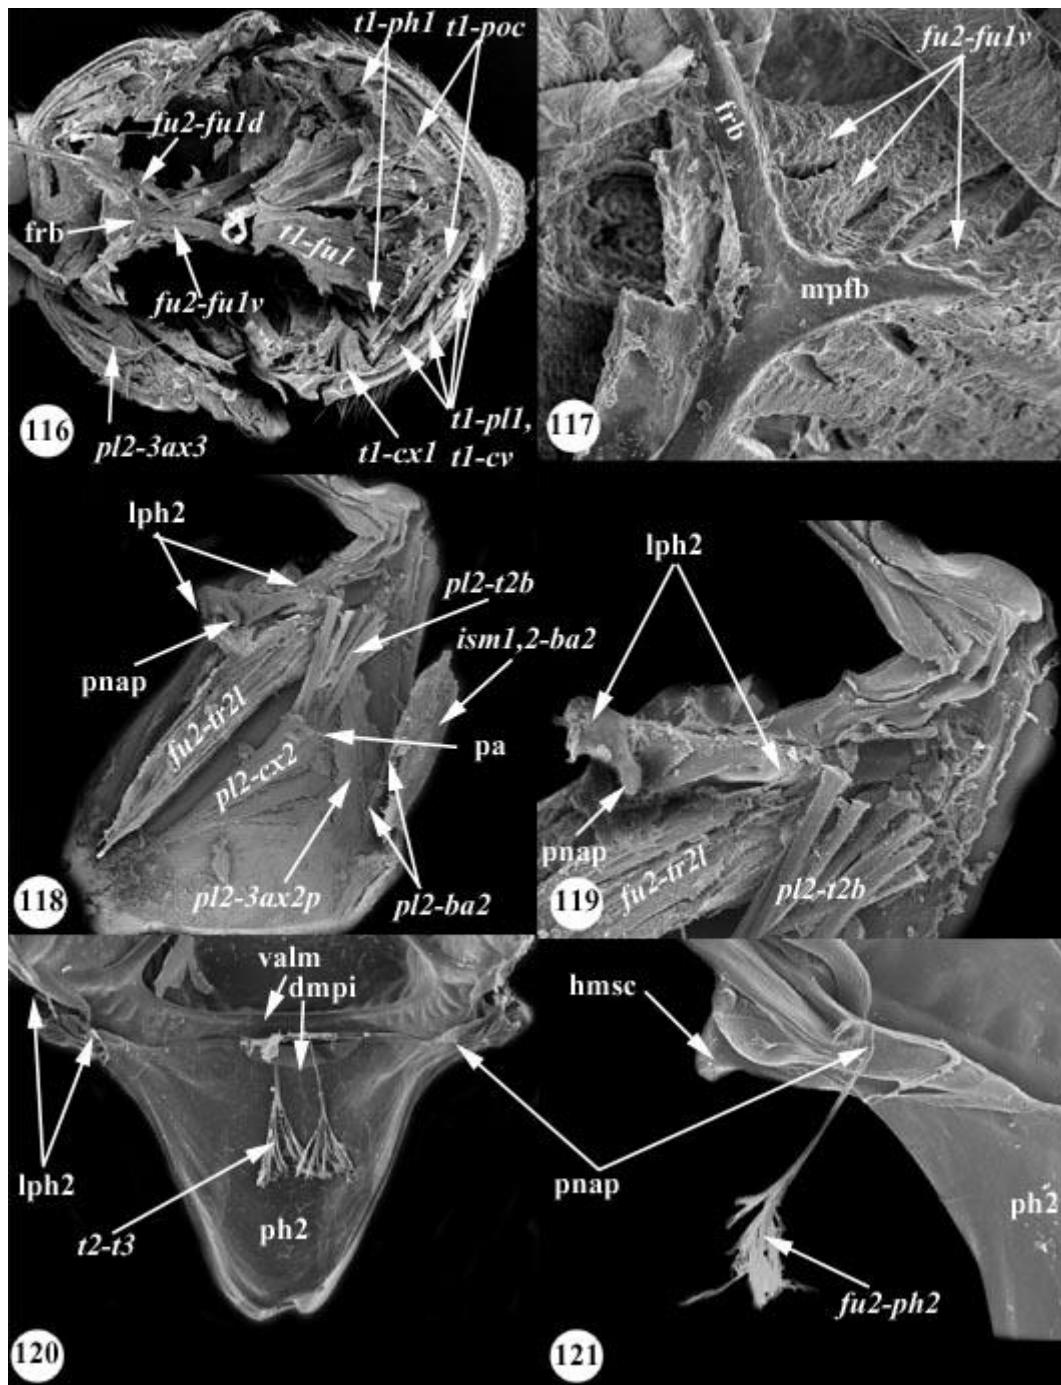 t1-ph1 t1-poc
fu2-fu1d
frb
t1-fu1
fu2-fu1v
t1-pl1,
t1-cv
t1-cx1
pl2-3ax3
116
fu2-fu1v
frb
mpfb
117
lph2
pl2-t2b
ism1,2-ba2
pnap
fu2-tr2l
pl2-cx2
pa
pl2-3ax2p
pl2-ba2
118
lph2
pnap
fu2-tr2l
pl2-t2b
119
valm
dmpi
lph2
t2-t3
ph2
120
hmsc
pnap
ph2
fu2-ph2
121